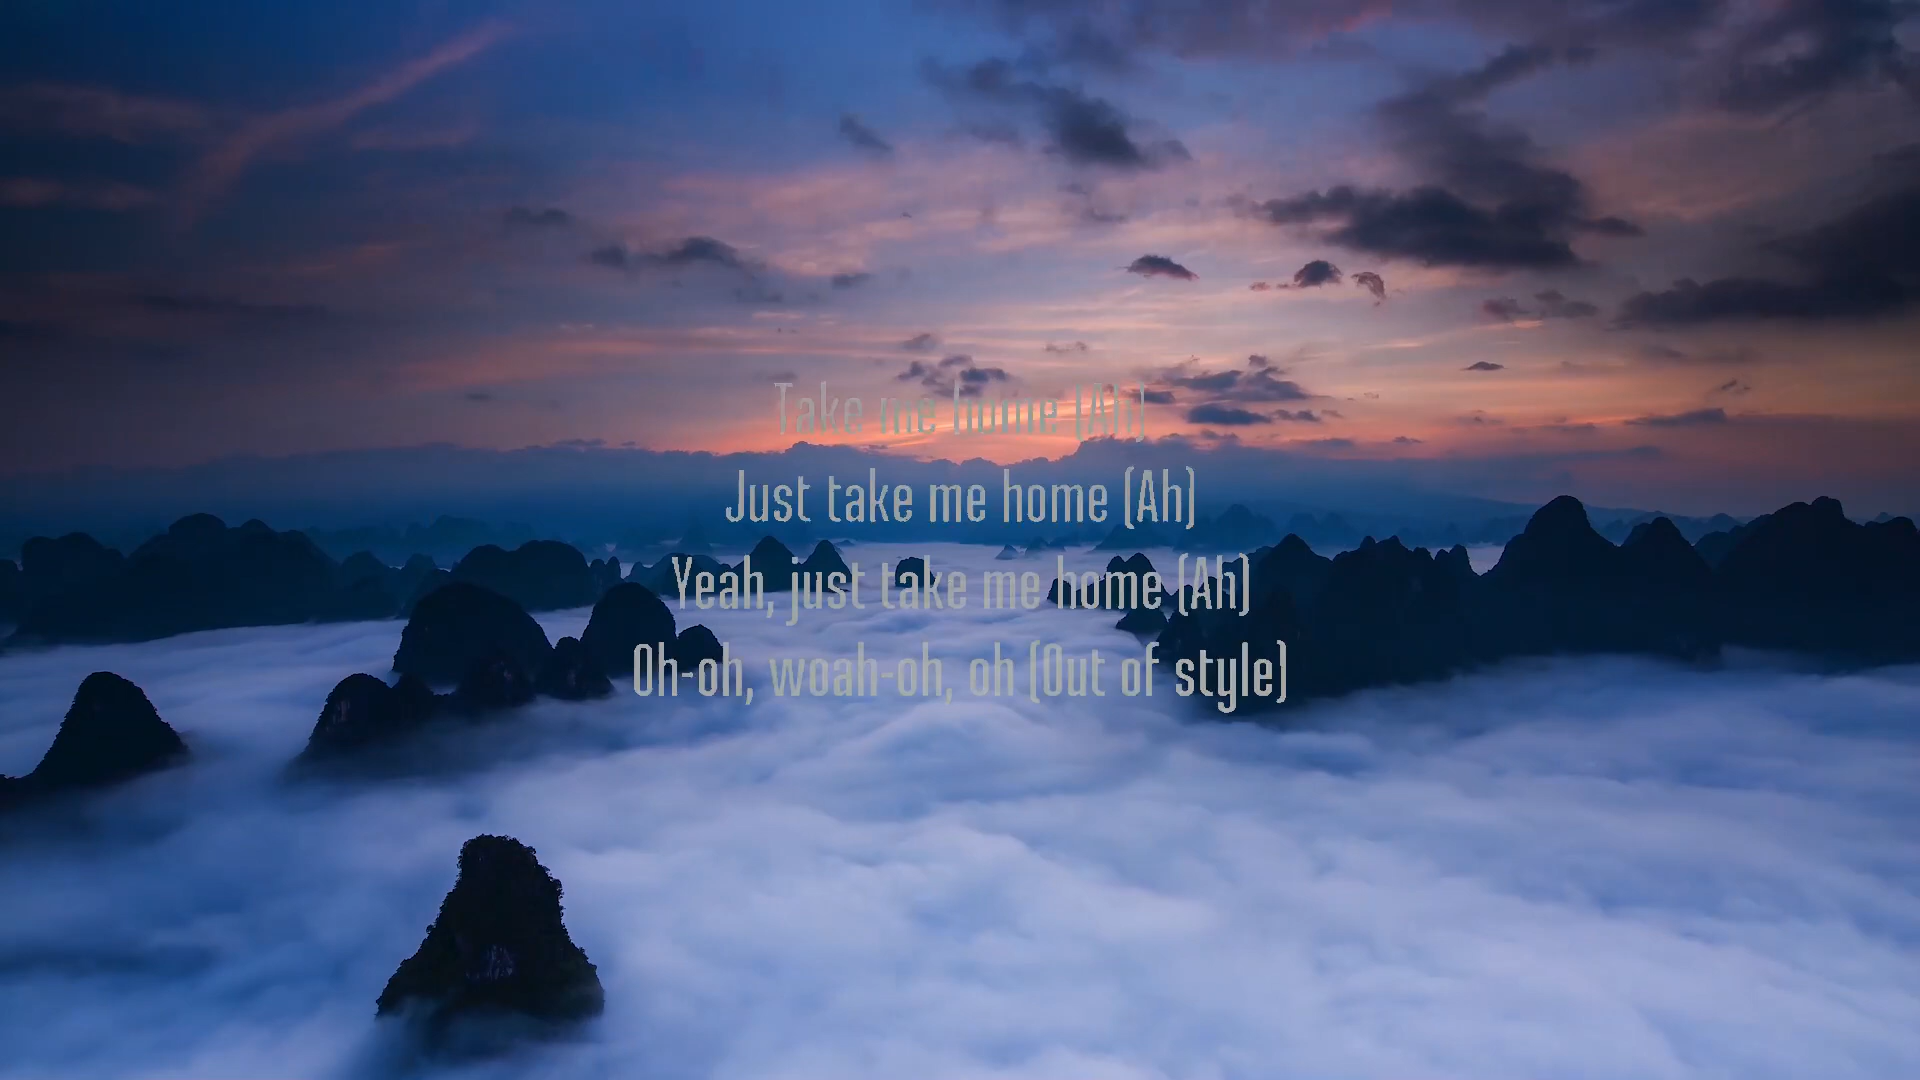 Take me home (Ah)
Just take me home (Ah)
Yeah, just take me home (Ah)
Oh-oh, woah-oh, oh (Out of style)